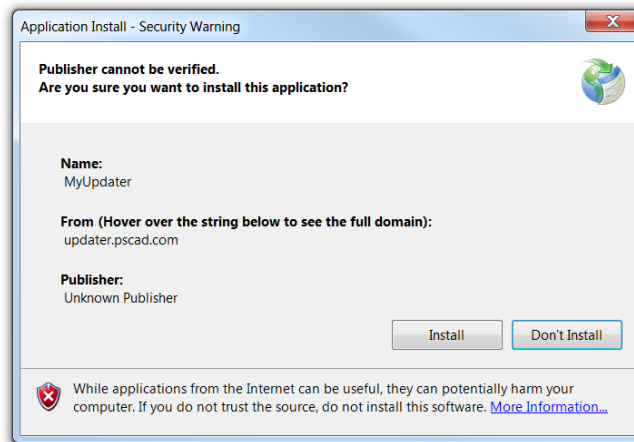 Application Install - Security Warning
Publisher cannot be verified.
Are you sure you want to install this application?
Name:
MyUpdater
From (Hover over the string below to see the full domain):
updater.pscad.com
Publisher:
Unknown Publisher
Install
Don't Install
While applications from the Internet can be useful, they can potentially harm your
computer. If you do not trust the source, do not install this software. More Information...